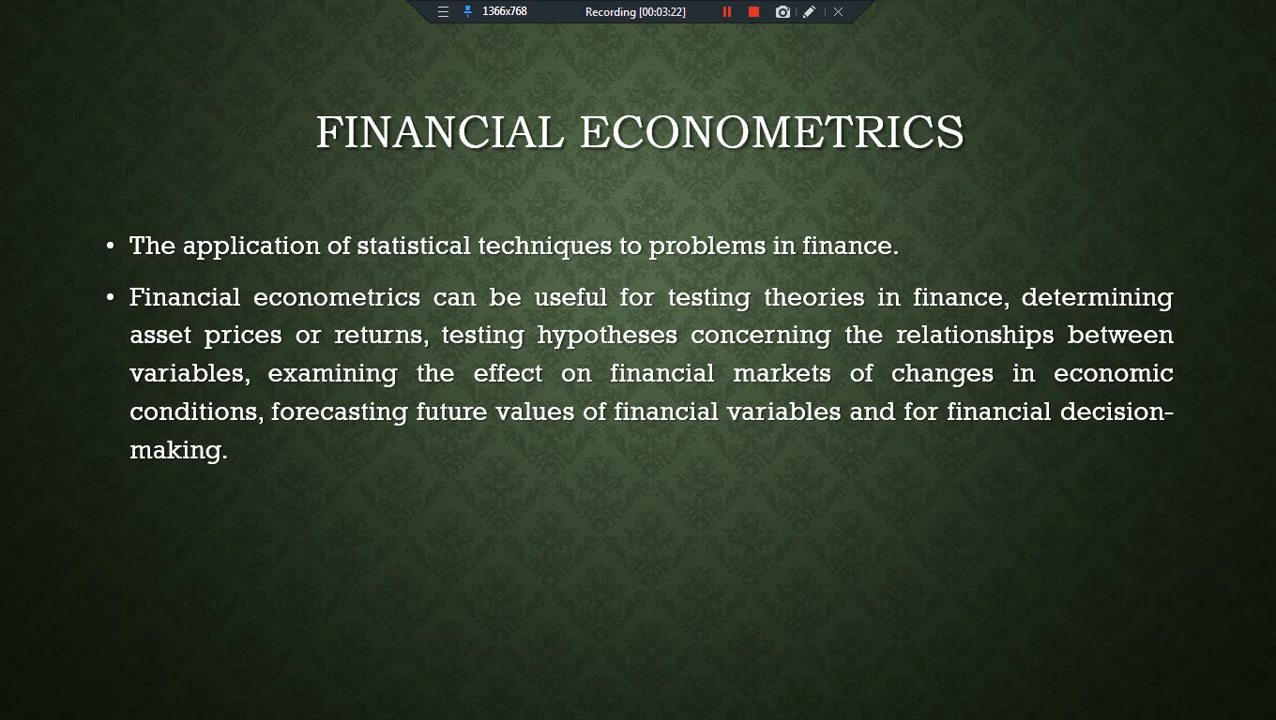 1366x768 Recording [00:03:22]
FINANCIAL ECONOMETRICS
• The application of statistical techniques to problems in finance.
• Financial econometrics can be useful for testing theories in finance, determining
asset prices or returns, testing hypotheses concerning the relationships between
variables, examining the effect on financial markets of changes in economic
conditions, forecasting future values of financial variables and for financial decision-
making.